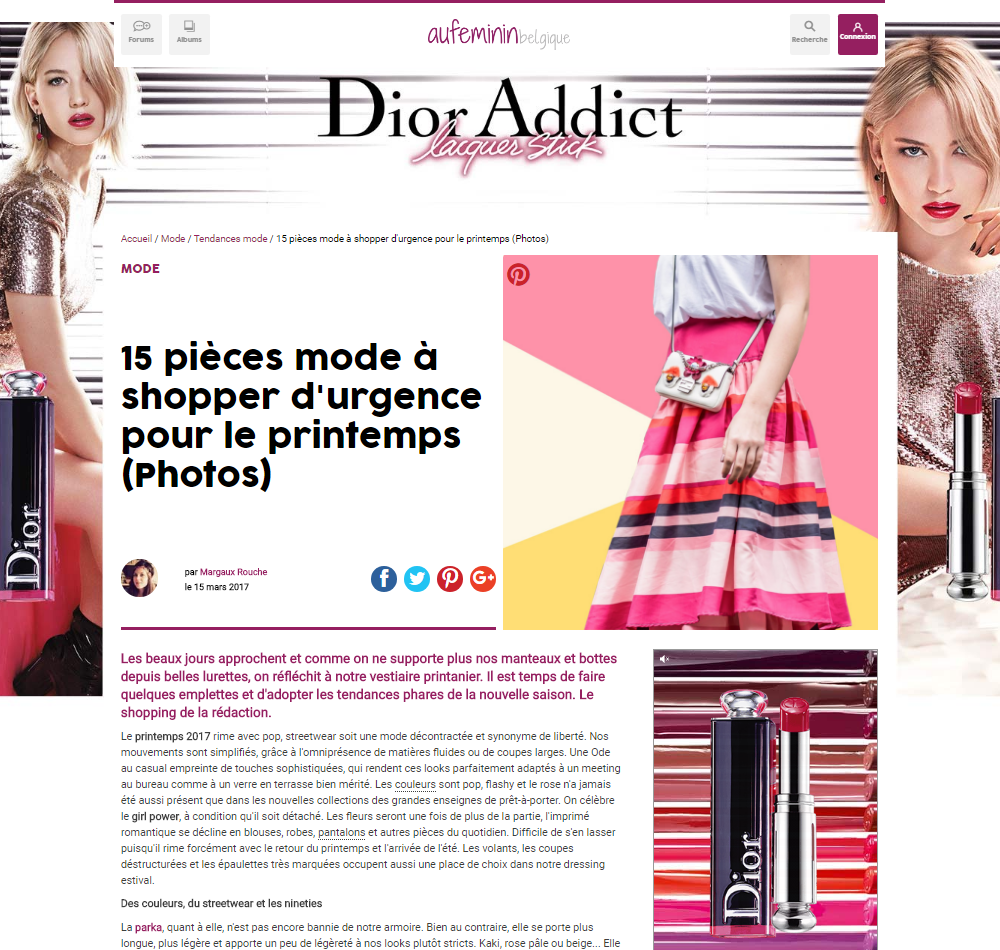 Forums
Albums
aufemininbelgique
Recherche
Connexion
Dior Addict
lacquer stick
Accueil / Mode / Tendances mode / 15 pièces mode à shopper d'urgence pour le printemps (Photos)
MODE
15 pièces mode à
shopper d'urgence
pour le printemps
(Photos)
par Margaux Rouche
le 15 mars 2017
Dior
Les beaux jours approchent et comme on ne supporte plus nos manteaux et bottes
depuis belles lurettes, on réfléchit à notre vestiaire printanier. Il est temps de faire
quelques emplettes et d'adopter les tendances phares de la nouvelle saison. Le
shopping de la rédaction.
Le printemps 2017 rime avec pop, streetwear soit une mode décontractée et synonyme de liberté. Nos
mouvements sont simplifiés, grâce à l'omniprésence de matières fluides ou de coupes larges. Une Ode
au casual empreinte de touches sophistiquées, qui rendent ces looks parfaitement adaptés à un meeting
au bureau comme à un verre en terrasse bien mérité. Les couleurs sont pop, flashy et le rose n'a jamais
été aussi présent que dans les nouvelles collections des grandes enseignes de prêt-à-porter. On célèbre
le girl power, à condition qu'il soit détaché. Les fleurs seront une fois de plus de la partie, l'imprimé
romantique se décline en blouses, robes, pantalons et autres pièces du quotidien. Difficile de s'en lasser
puisqu'il rime forcément avec le retour du printemps et l'arrivée de l'été. Les volants, les coupes
déstructurées et les épaulettes très marquées occupent aussi une place de choix dans notre dressing
estival.
Des couleurs, du streetwear et les nineties
La parka, quant à elle, n'est pas encore bannie de notre armoire. Bien au contraire, elle se porte plus
longue, plus légère et apporte un peu de légèreté à nos looks plutôt stricts. Kaki, rose pâle ou beige... Elle
Dior